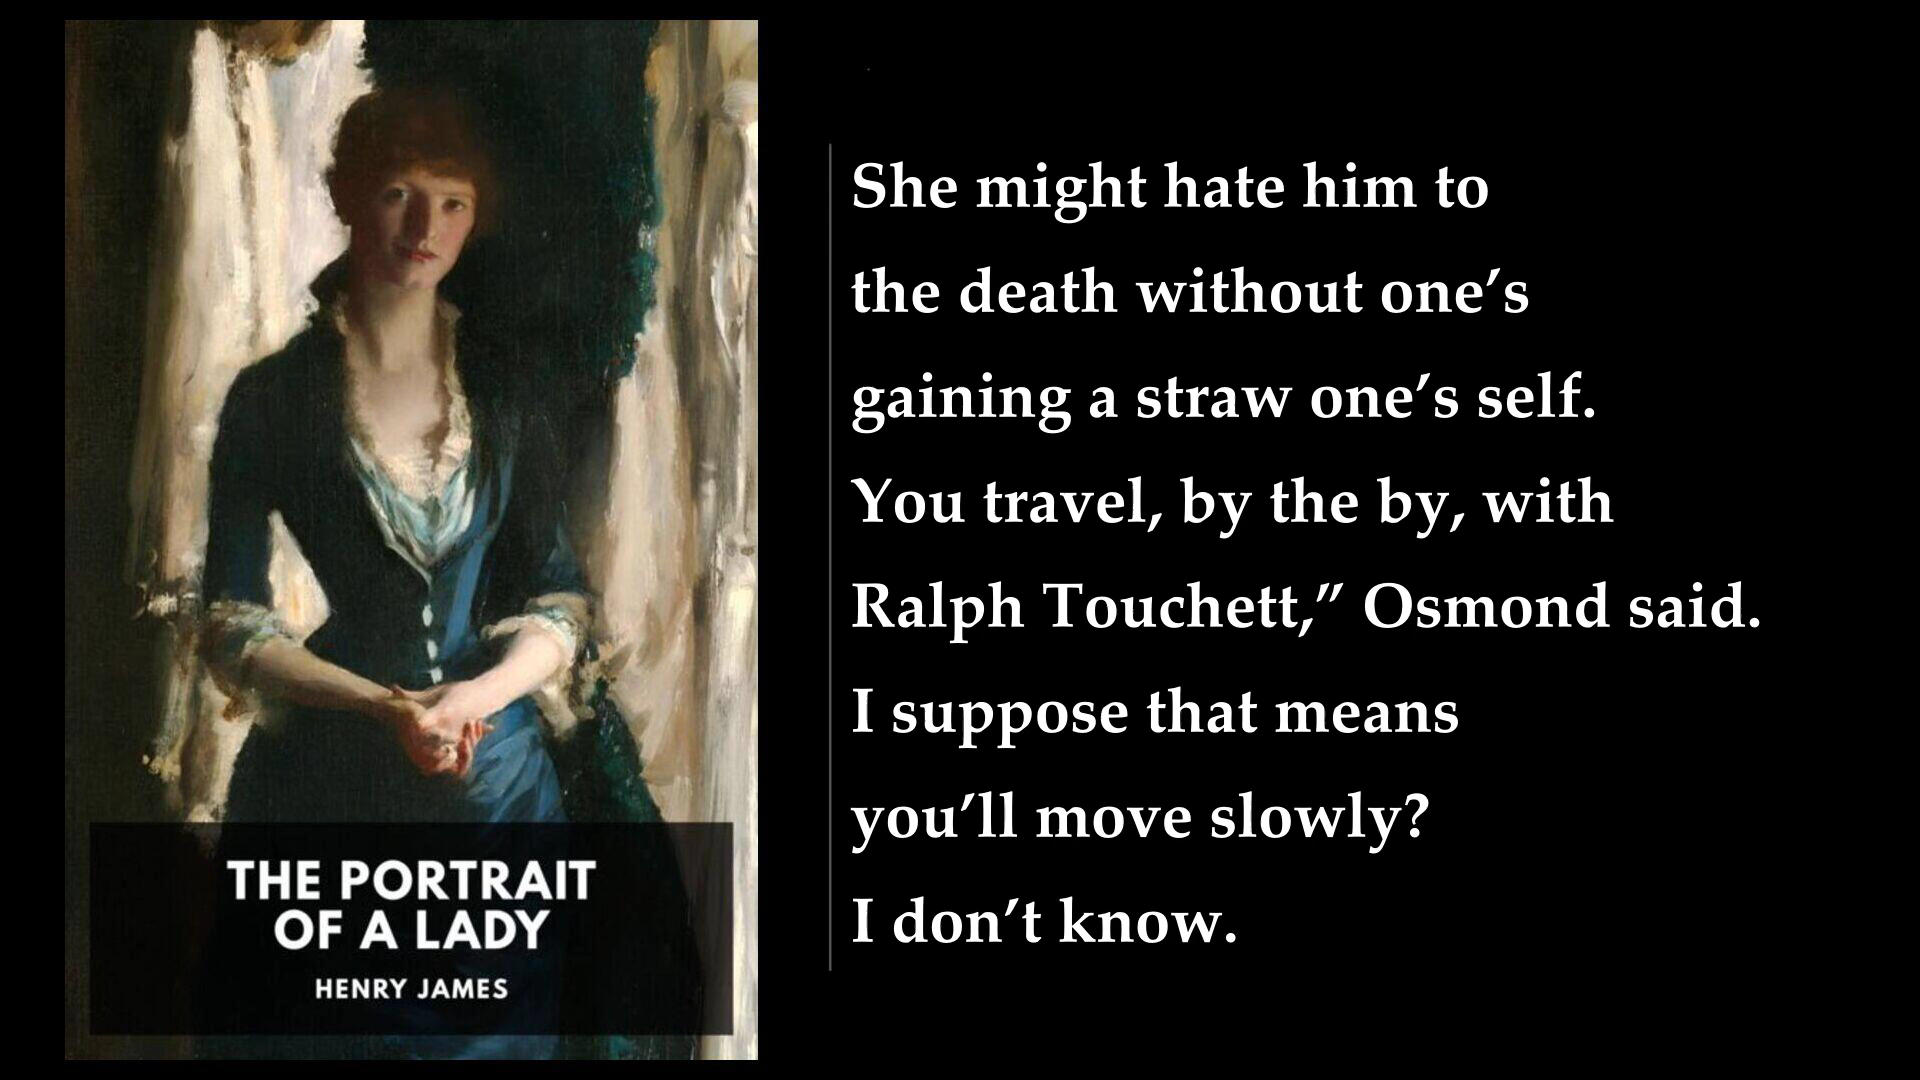 THE PORTRAIT
OF A LADY
HENRY JAMES
She might hate him to
the death without one’s
gaining a straw one’s self.
You travel, by the by, with
Ralph Touchett,” Osmond said.
I suppose that means
you’ll move slowly?
I don’t know.